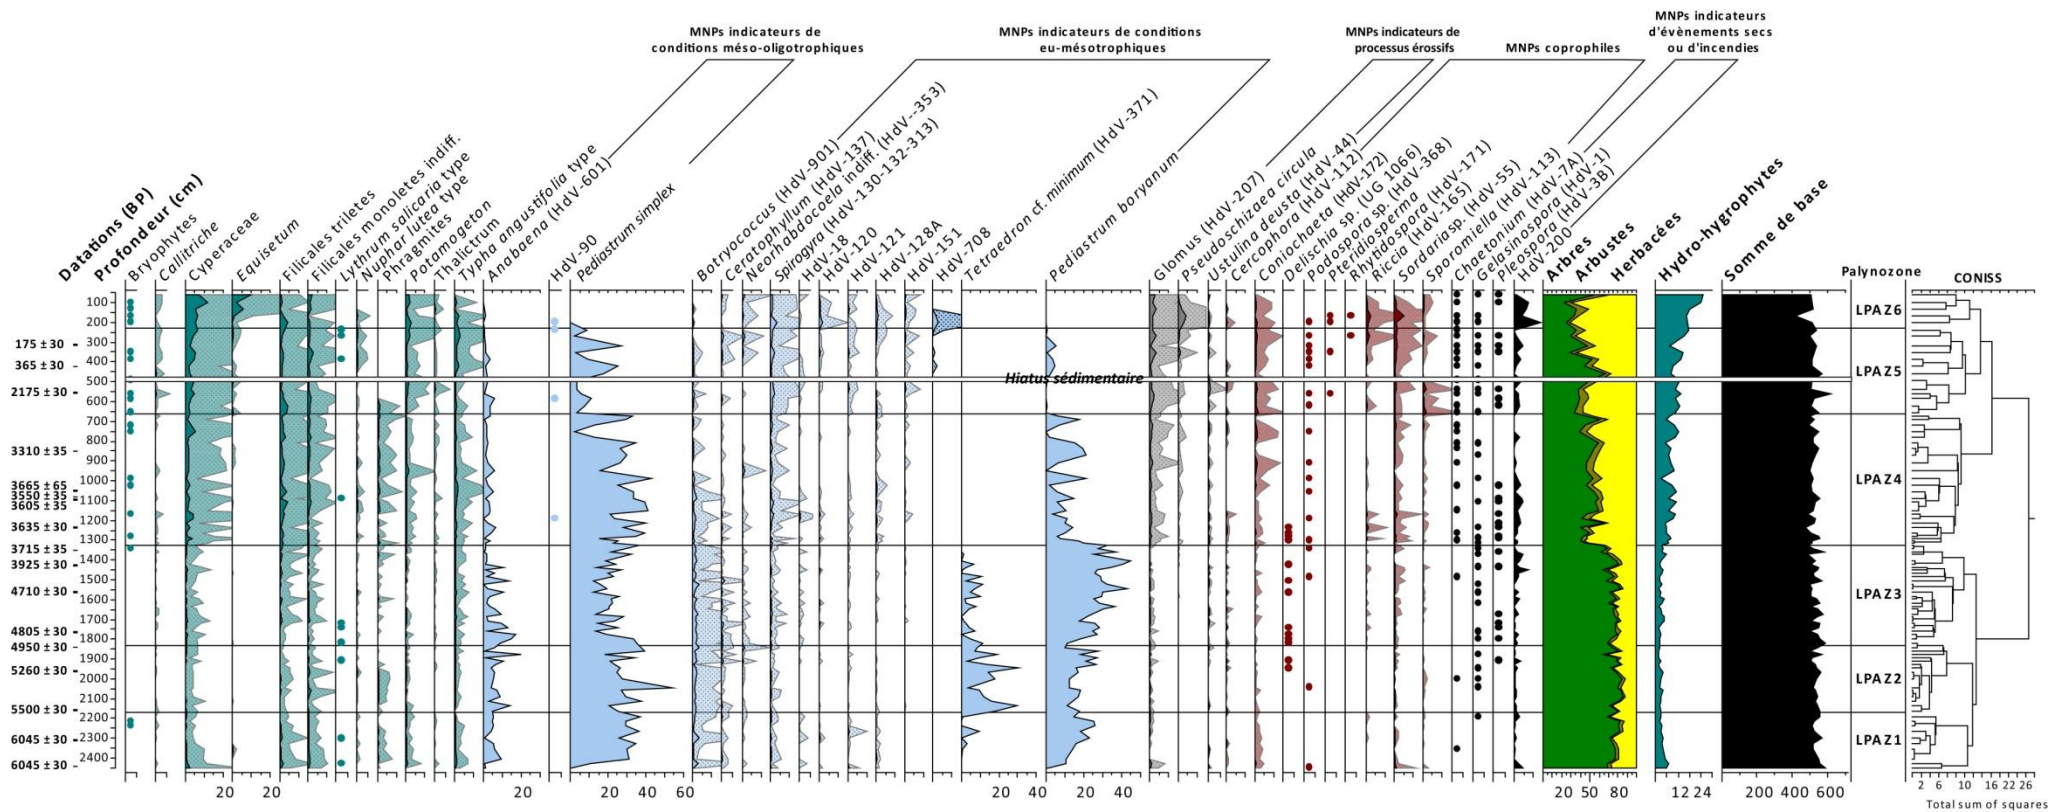 MNPs indicateurs de
conditions méso-oligotrophiques
MNPs indicateurs de conditions
eu-mésotrophiques
MNPs indicateurs de
processus érossifs
MNPs coprophiles
MNPs indicateurs
d'évènements secs
ou d'incendies
Datations (BP)
Profondeur (cm)
Bryophytes
Callitriche
Cyperaceae
Equisetum
Filicales triletes
Filicales monoletes indiff.
Lythrum salicaria type
Nuphar lutea type
Phragmites
Potamogeton
Thalictrum
Typha angustifolia type
Anabaena (HdV-601)
HdV-90
Pediastrum simplex
Botryococcus (HdV-901)
Ceratophyllum (HdV-137)
Neorhabdocoela indiff. (HdV--353)
Spirogyra (HdV-130-132-313)
HdV-18
HdV-120
HdV-121
HdV-128A
HdV-151
HdV-708
Tetraedron cf. minimum (HdV-371)
Pediastrum boryanum
Glomus (HdV-207)
Pseudoschizaea circula
Ustulina deusta (HdV-44)
Cercophora (HdV-112)
Coniochaeta (HdV-172)
Delischia sp. (UG 1066)
Podospora sp. (HdV-368)
Pteridiosperma
Rhytidospora (HdV-171)
Riccia (HdV-165)
Sordaria sp. (HdV-55)
Sporomiella (HdV-113)
Chaetonium (HdV-7A)
Gelasinospora (HdV-1)
Pleospora (HdV-3B)
HdV-200
Arbres
Arbustes
Herbacées
Hydro-hygrophytes
Somme de base
Palynozone
CONISS
100
200
175 ± 30
300
365 ± 30
400
500
2175 ± 30
600
700
800
3310 ± 35
900
3665 ± 65
1000
3550 ± 35
3605 ± 35
1100
1200
3635 ± 30
1300
3715 ± 35
1400
3925 ± 30
1500
4710 ± 30
1600
1700
4805 ± 30
1800
4950 ± 30
1900
5260 ± 30
2000
2100
5500 ± 30
2200
6045 ± 30
2300
2400
6045 ± 30
Hiatus sédimentaire
LPAZ6
LPAZ5
LPAZ4
LPAZ3
LPAZ2
LPAZ1
20 20 20 20 40 60 20 40 20 40 20 50 80 12 24 200 400 600 2 6 10 16 22 26
Total sum of squares